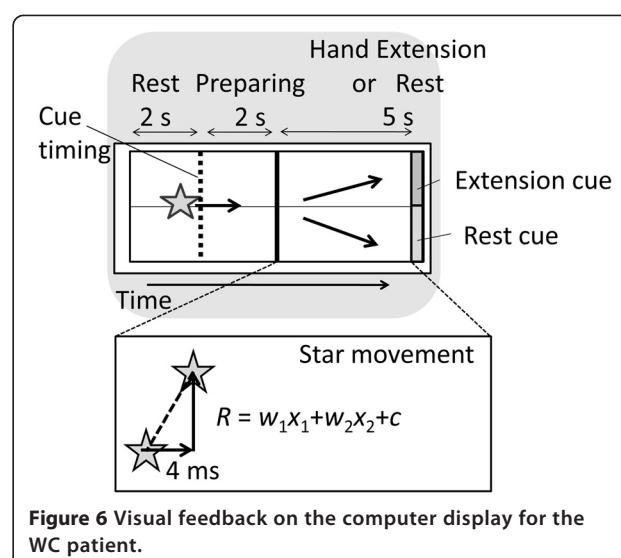 Hand Extension
Rest Preparing or Rest
2 s 2 s 5 s
Cue
timing
Extension cue
Rest cue
Time
Star movement
R = w₁x₁+w₂x₂+c
4 ms
Figure 6 Visual feedback on the computer display for the
WC patient.